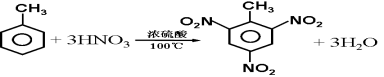 CH₃ + 3HNO₃ 浓硫酸 100℃ O₂N CH₃ NO₂ NO₂ + 3H₂O